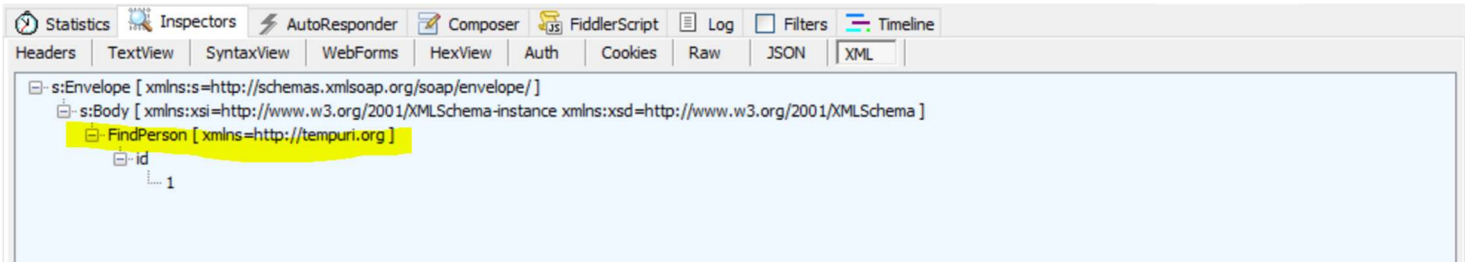 Statistics Inspectors AutoResponder Composer FiddlerScript Log Filters Timeline
Headers TextView SyntaxView WebForms HexView Auth Cookies Raw JSON XML
s:Envelope [ xmlns:s=http://schemas.xmlsoap.org/soap/envelope/ ]
s:Body [ xmlns:xsi=http://www.w3.org/2001/XMLSchema-instance xmlns:xsd=http://www.w3.org/2001/XMLSchema ]
FindPerson [ xmlns=http://tempuri.org ]
id
1